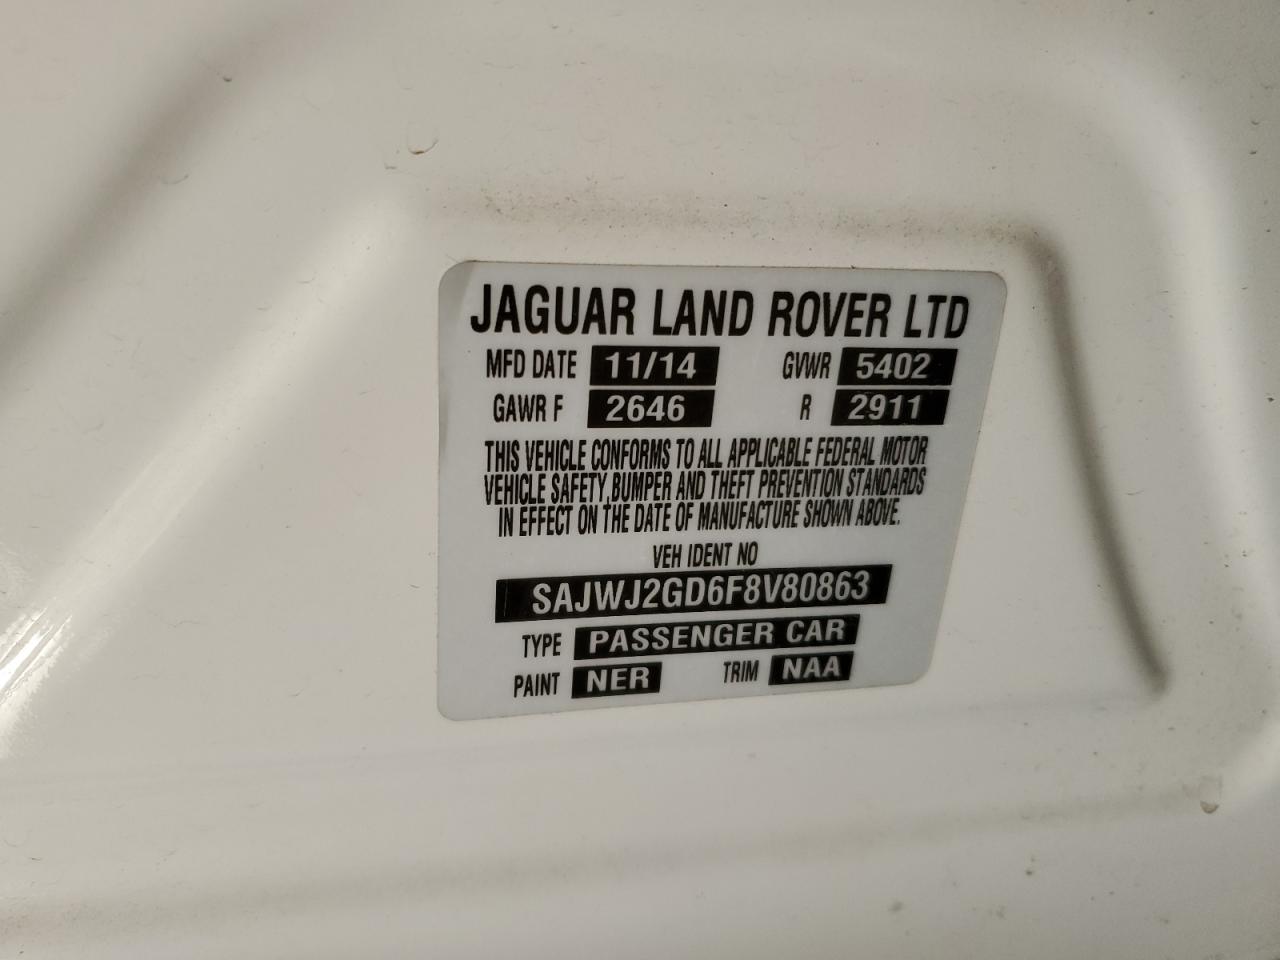 JAGUAR LAND ROVER LTD
MFD DATE 11/14 GVWR 5402
GAWR F 2646 R 2911
THIS VEHICLE CONFORMS TO ALL APPLICABLE FEDERAL MOTOR
VEHICLE SAFETY, BUMPER AND THEFT PREVENTION STANDARDS
IN EFFECT ON THE DATE OF MANUFACTURE SHOWN ABOVE.
VEH IDENT NO
SAJWJ2GD6F8V80863
TYPE PASSENGER CAR
PAINT NER TRIM NAA